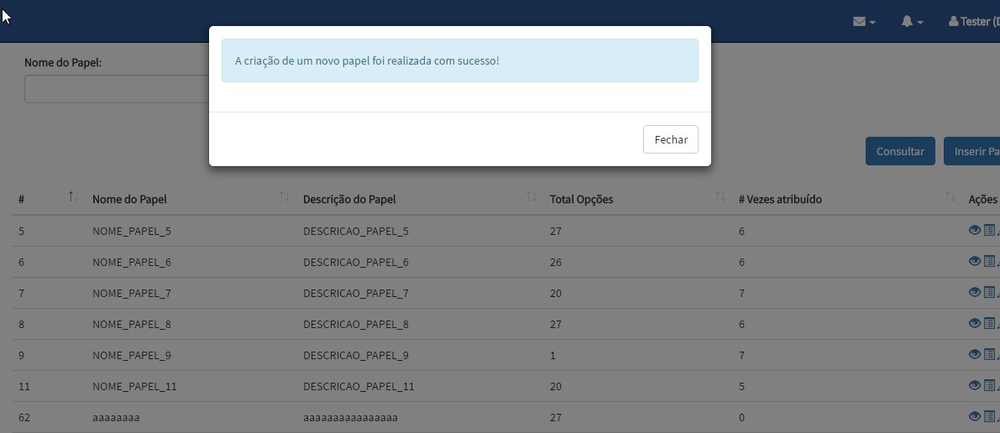 Tester (D
A criação de um novo papel foi realizada com sucesso!
Fechar
Nome do Papel:
Consultar
Inserir Pa
# Nome do Papel Descrição do Papel Total Opções # Vezes atribuído Ações
5 NOME_PAPEL_5 DESCRICAO_PAPEL_5 27 6
6 NOME_PAPEL_6 DESCRICAO_PAPEL_6 26 6
7 NOME_PAPEL_7 DESCRICAO_PAPEL_7 20 7
8 NOME_PAPEL_8 DESCRICAO_PAPEL_8 27 6
9 NOME_PAPEL_9 DESCRICAO_PAPEL_9 1 7
11 NOME_PAPEL_11 DESCRICAO_PAPEL_11 20 5
62 aaaaaaaa aaaaaaaaaaaaaaaa 27 0